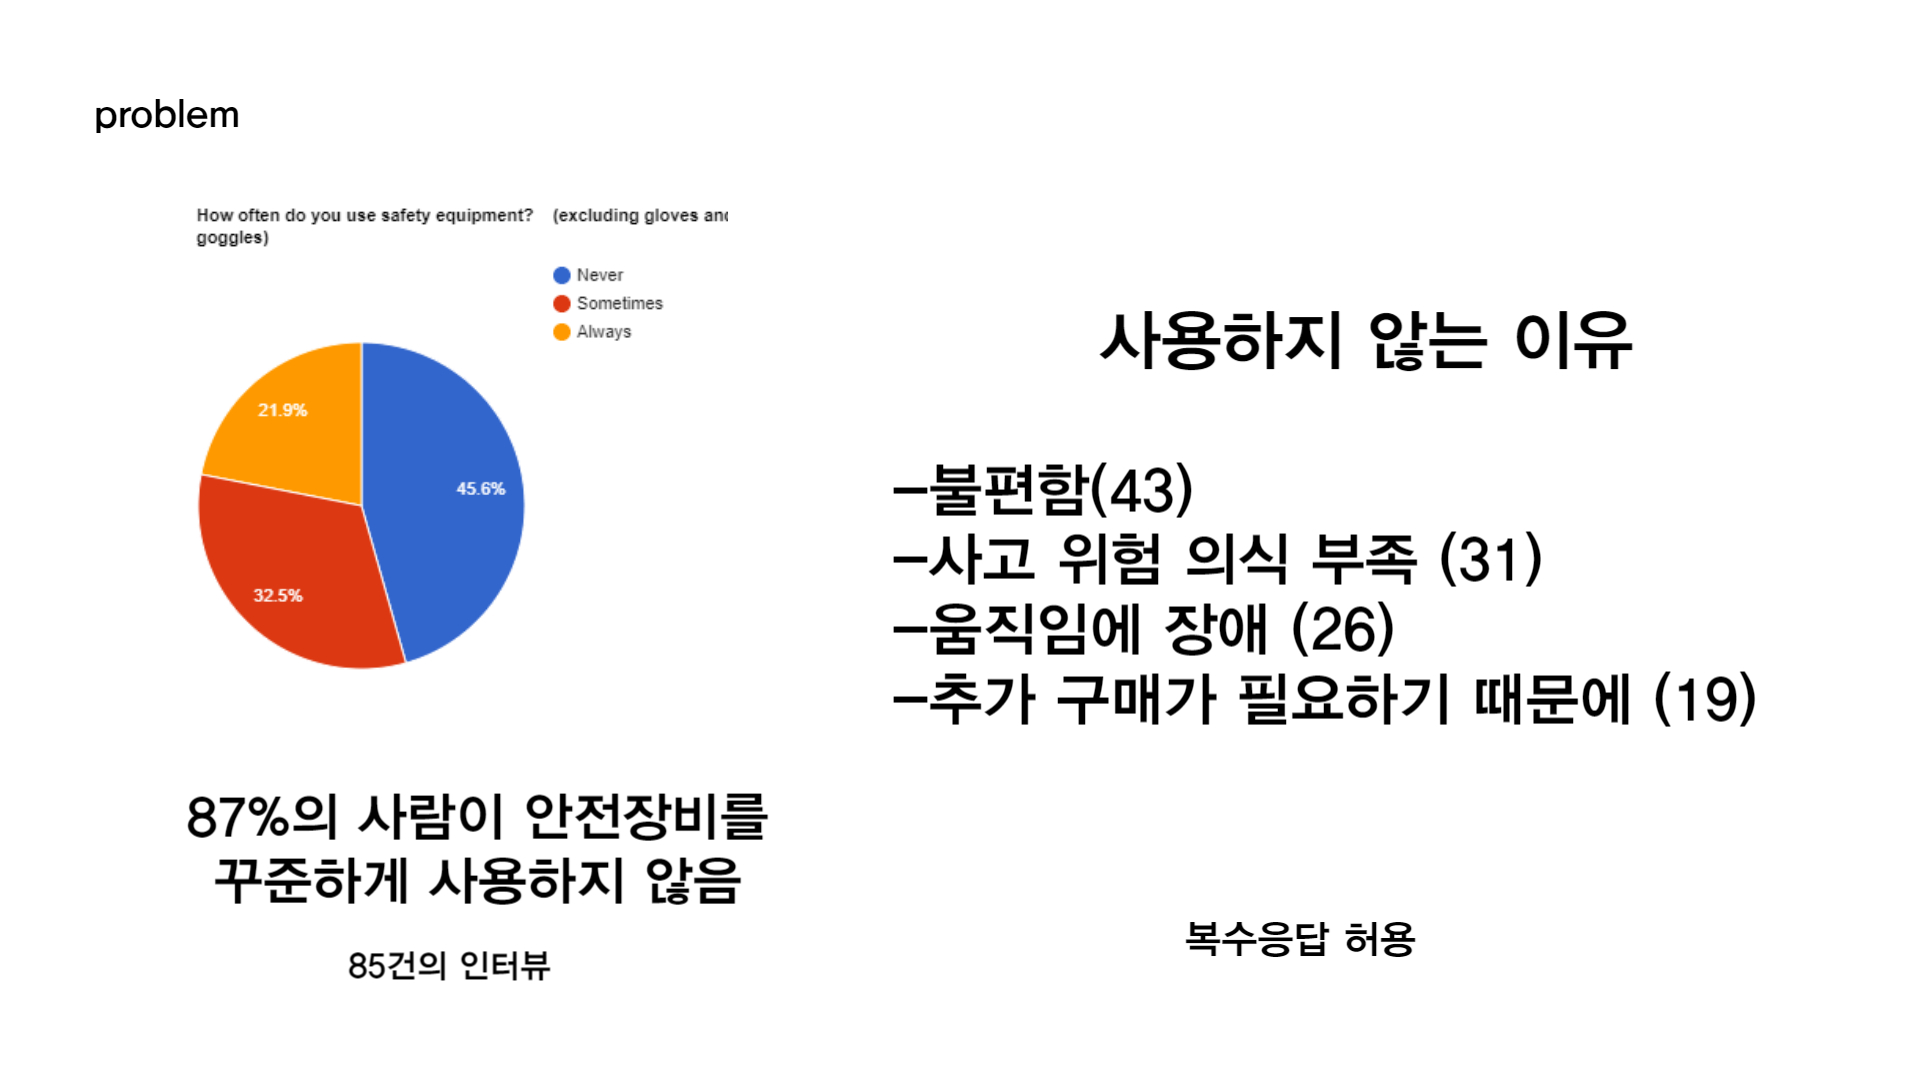 problem
How often do you use safety equipment? (excluding gloves and
goggles)
Never
Sometimes
Always
21.9%
45.6%
32.5%
87%의 사람이 안전장비를
꾸준하게 사용하지 않음
85건의 인터뷰
사용하지 않는 이유
-불편함(43)
-사고 위험 의식 부족 (31)
-움직임에 장애 (26)
-추가 구매가 필요하기 때문에 (19)
복수응답 허용